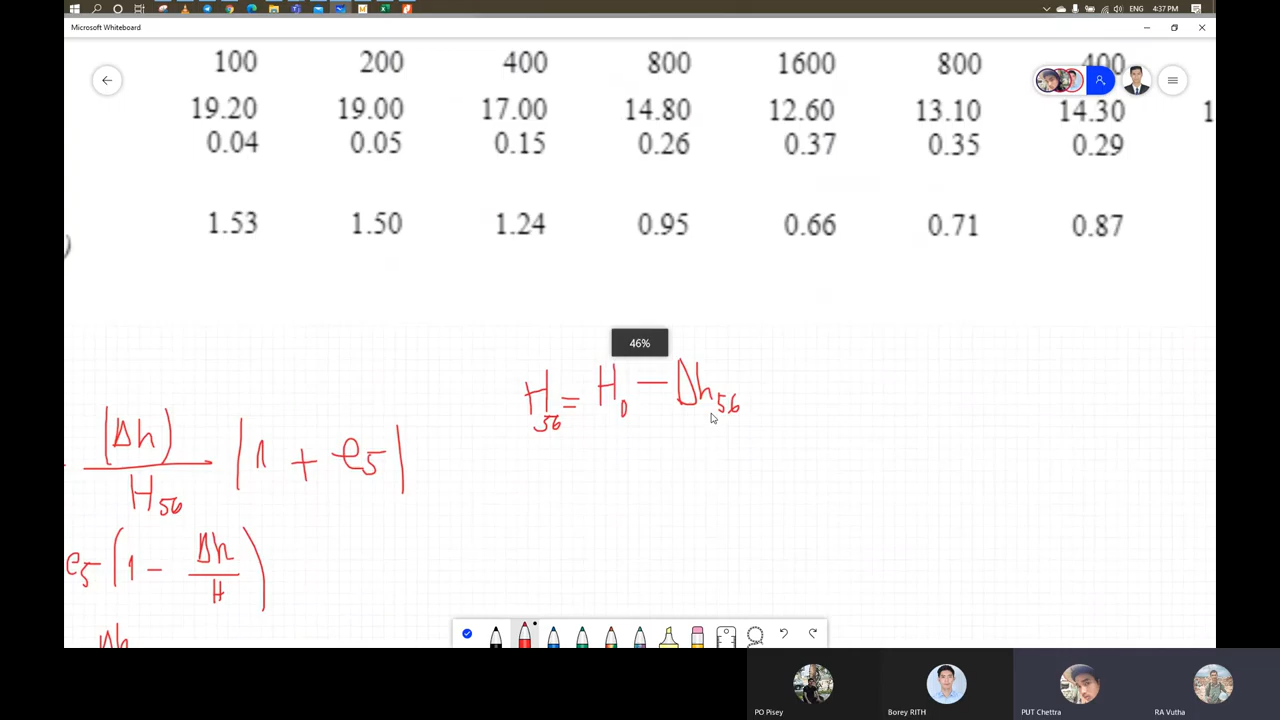 ENG 4:37 PM
Microsoft Whiteboard
100 200 400 800 1600 800 400
19.20 19.00 17.00 14.80 12.60 13.10 14.30 1
0.04 0.05 0.15 0.26 0.37 0.35 0.29
1.53 1.50 1.24 0.95 0.66 0.71 0.87
)
46%
H56 = H0 — Δh56
(Δh)
H56
|1 + e5|
e5 (1 - Δh
H)
Δh
PO Pisey Borey RITH PUT Chettra RA Vutha